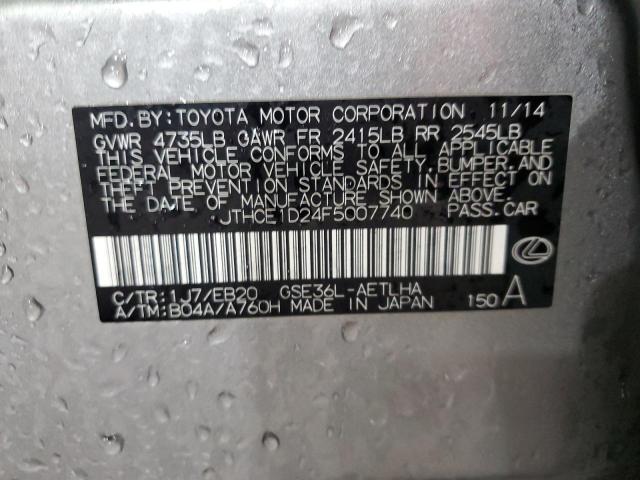 MFD. BY: TOYOTA MOTOR CORPORATION 11/14
GVWR 4735LB GAWR FR 2415LB RR 2545LB
THIS VEHICLE CONFORMS TO ALL APPLICABLE
FEDERAL MOTOR VEHICLE SAFETY, BUMPER, AND
THEFT PREVENTION STANDARDS IN EFFECT ON
THE DATE OF MANUFACTURE SHOWN ABOVE.
JTHCE1D24F5007740 PASS. CAR
C/TR: 1J7/EB20 GSE36L-AETLHA
A/TM: B04A/A760H MADE IN JAPAN 150 A